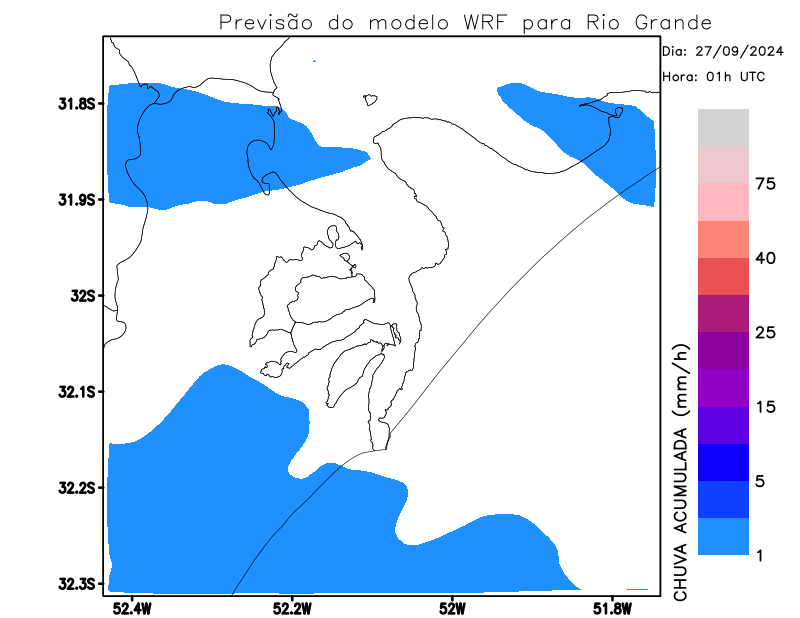 Previsão do modelo WRF para Rio Grande
Dia: 27/09/2024
Hora: 01h UTC
31.8S
31.9S
32S
32.1S
32.2S
32.3S
52.4W
52.2W
52W
51.8W
CHUVA ACUMULADA (mm/h)
75
40
25
15
5
1